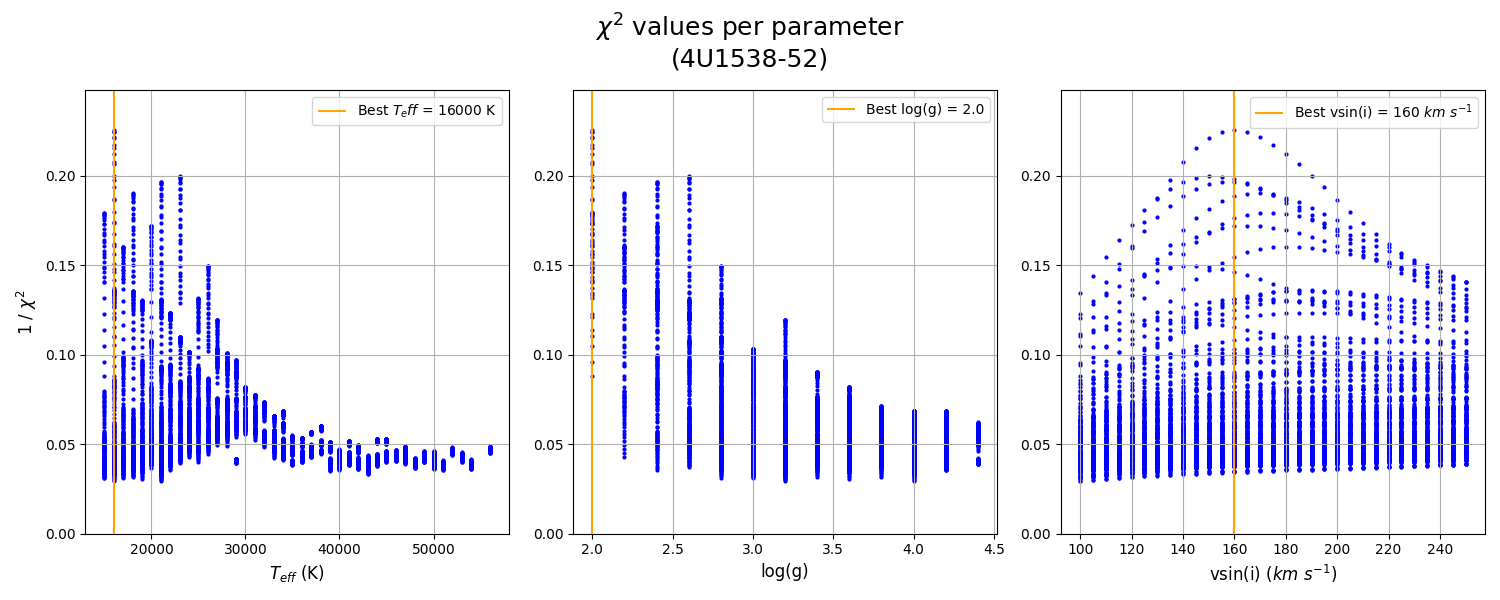 χ² values per parameter
(4U1538-52)
Best T_eff = 16000 K
Best log(g) = 2.0
Best vsin(i) = 160 km s⁻¹
1 / χ²
0.20
0.15
0.10
0.05
0.00
20000 30000 40000 50000
T_eff (K)
0.20
0.15
0.10
0.05
0.00
2.0 2.5 3.0 3.5 4.0 4.5
log(g)
0.20
0.15
0.10
0.05
0.00
100 120 140 160 180 200 220 240
vsin(i) (km s⁻¹)